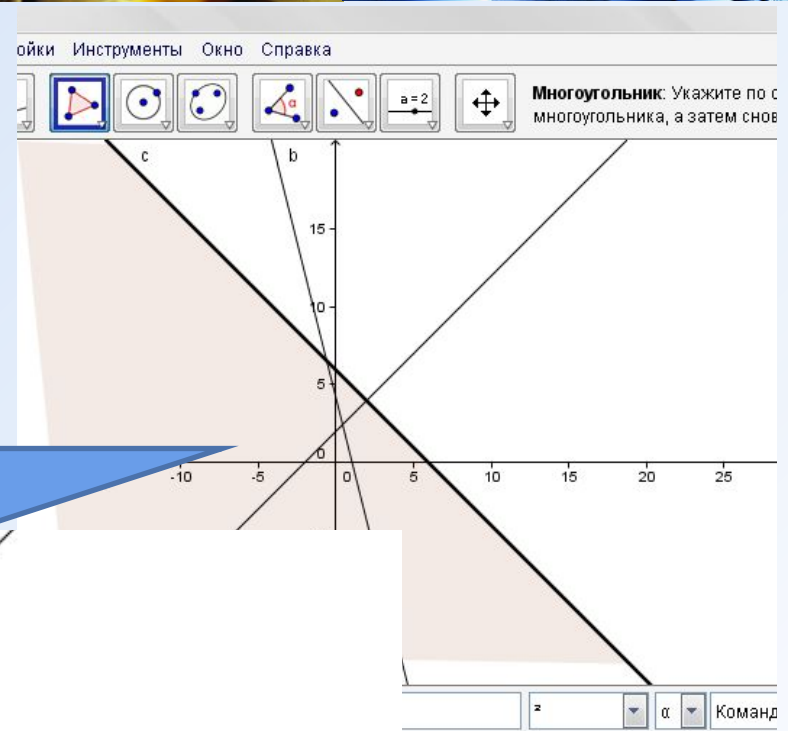 ойки Инструменты Окно Справка
α
a = 2
Многоугольник: Укажите по с
многоугольника, а затем снов
c
b
15
10
5
0
-10 -5 0 5 10 15 20 25
² α Команд